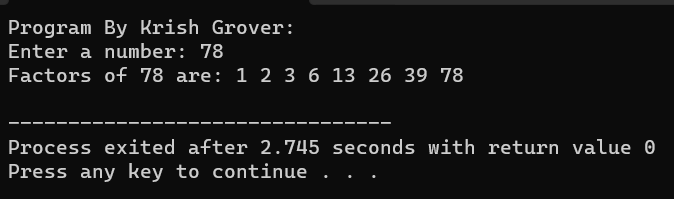 Program By Krish Grover:
Enter a number: 78
Factors of 78 are: 1 2 3 6 13 26 39 78
--------------------------------
Process exited after 2.745 seconds with return value 0
Press any key to continue . . .